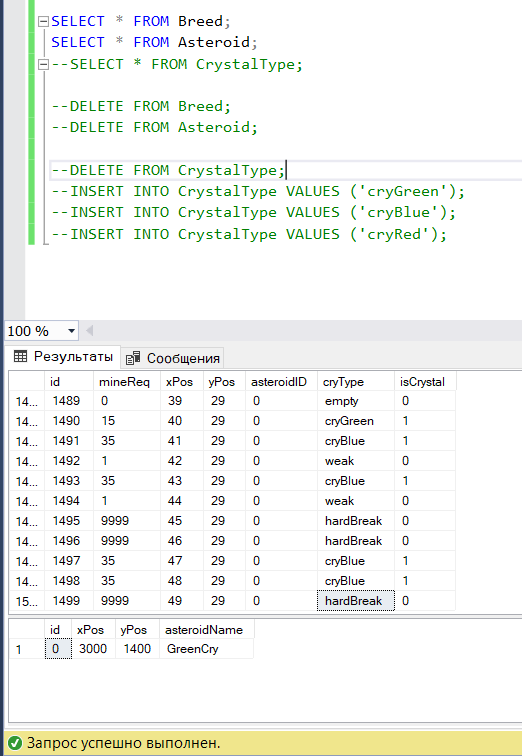 SELECT * FROM Breed;
SELECT * FROM Asteroid;
--SELECT * FROM CrystalType;
--DELETE FROM Breed;
--DELETE FROM Asteroid;
--DELETE FROM CrystalType;
--INSERT INTO CrystalType VALUES ('cryGreen');
--INSERT INTO CrystalType VALUES ('cryBlue');
--INSERT INTO CrystalType VALUES ('cryRed');
100 %
Результаты Сообщения
id mineReq xPos yPos asteroidID cryType isCrystal
14... 1489 0 39 29 0 empty 0
14... 1490 15 40 29 0 cryGreen 1
14... 1491 35 41 29 0 cryBlue 1
14... 1492 1 42 29 0 weak 0
14... 1493 35 43 29 0 cryBlue 1
14... 1494 1 44 29 0 weak 0
14... 1495 9999 45 29 0 hardBreak 0
14... 1496 9999 46 29 0 hardBreak 0
14... 1497 35 47 29 0 cryBlue 1
14... 1498 35 48 29 0 cryBlue 1
15... 1499 9999 49 29 0 hardBreak 0
id xPos yPos asteroidName
1 0 3000 1400 GreenCry
Запрос успешно выполнен.